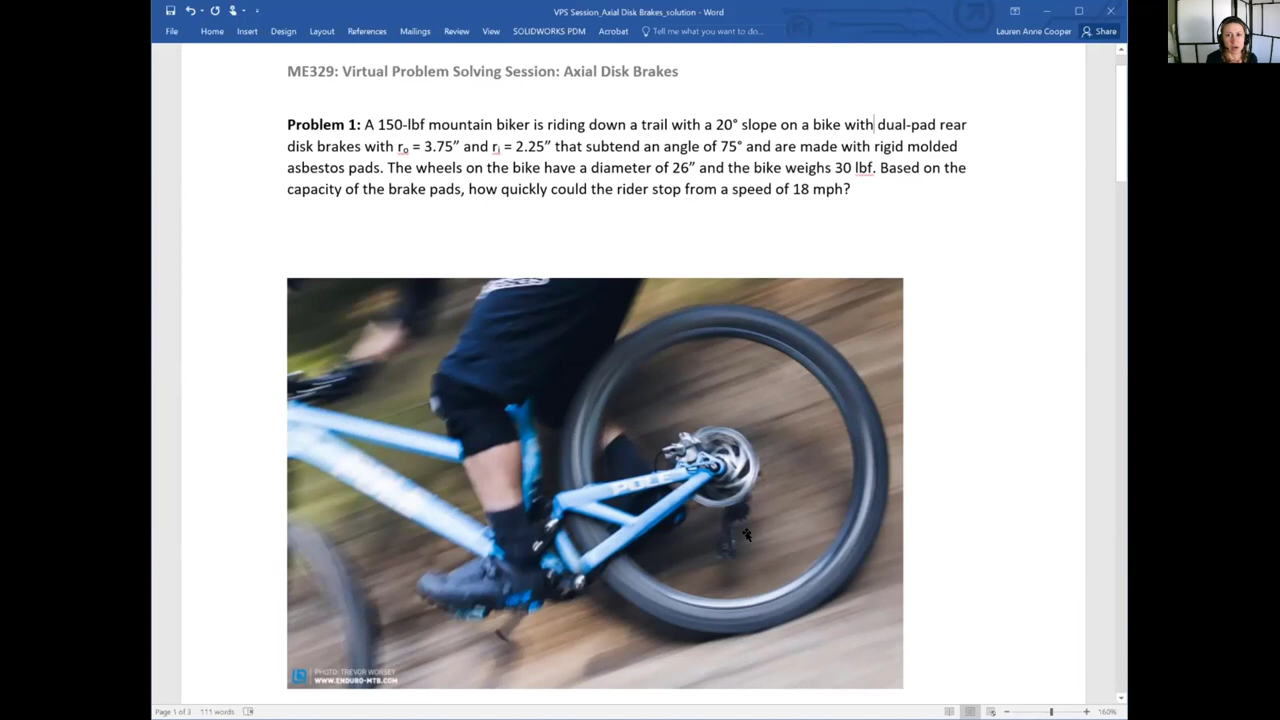 VPS Session_Axial Disk Brakes_solution - Word
Lauren Anne Cooper Share
File Home Insert Design Layout References Mailings Review View SOLIDWORKS PDM Acrobat Tell me what you want to do...
ME329: Virtual Problem Solving Session: Axial Disk Brakes
Problem 1: A 150-lbf mountain biker is riding down a trail with a 20° slope on a bike with dual-pad rear
disk brakes with ro = 3.75” and ri = 2.25” that subtend an angle of 75° and are made with rigid molded
asbestos pads. The wheels on the bike have a diameter of 26” and the bike weighs 30 lbf. Based on the
capacity of the brake pads, how quickly could the rider stop from a speed of 18 mph?
PHOTO: TREVOR WORSEY
WWW.ENDURO-MTB.COM
Page 1 of 3 111 words 160%